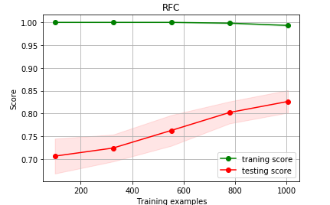 RFC
1.00
0.95
0.90
0.85
0.80
0.75
0.70
Score
traning score
testing score
200
400
600
800
1000
Training examples